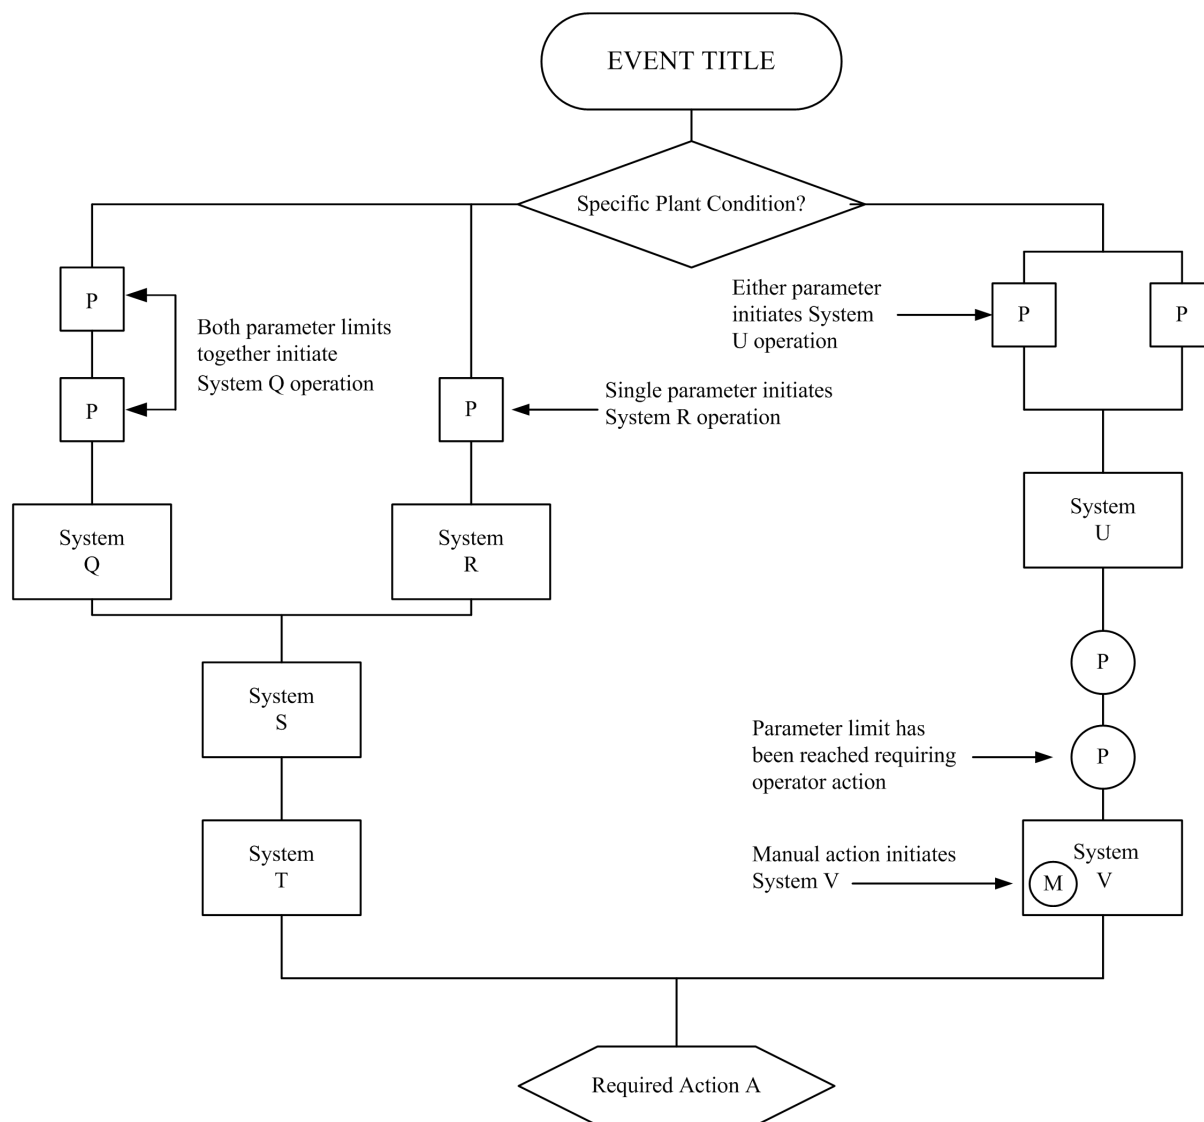 EVENT TITLE
Specific Plant Condition?
P
Both parameter limits
together initiate
System Q operation
P
P
Single parameter initiates
System R operation
Either parameter
initiates System
U operation
P
P
System
Q
System
R
System
U
System
S
P
Parameter limit has
been reached requiring
operator action
P
System
T
Manual action initiates
System V
System
V
M
Required Action A